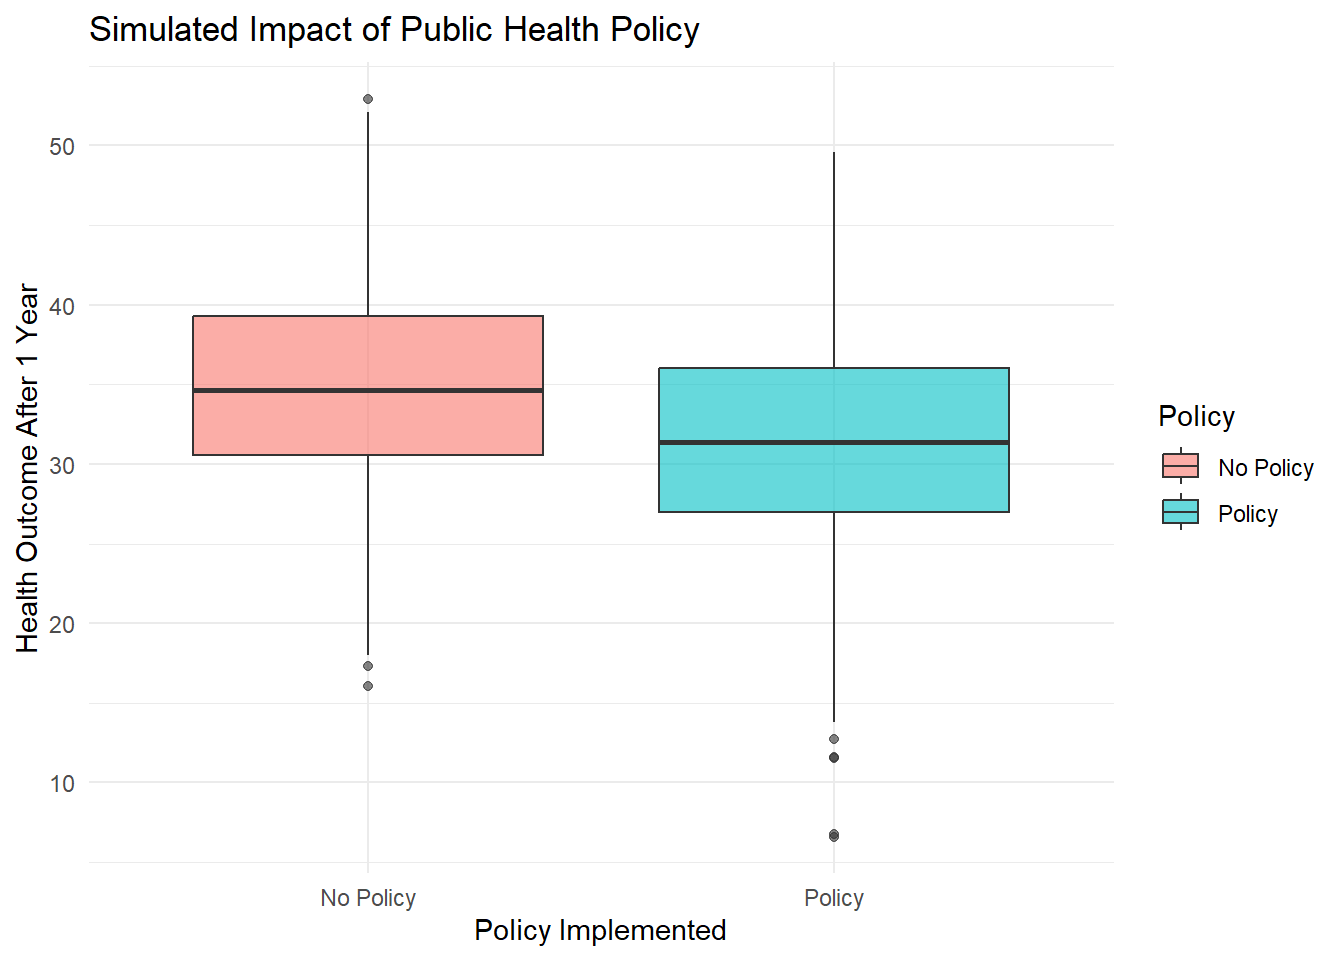 Simulated Impact of Public Health Policy
Health Outcome After 1 Year
50
40
30
20
10
No Policy
Policy
Policy Implemented
Policy
No Policy
Policy